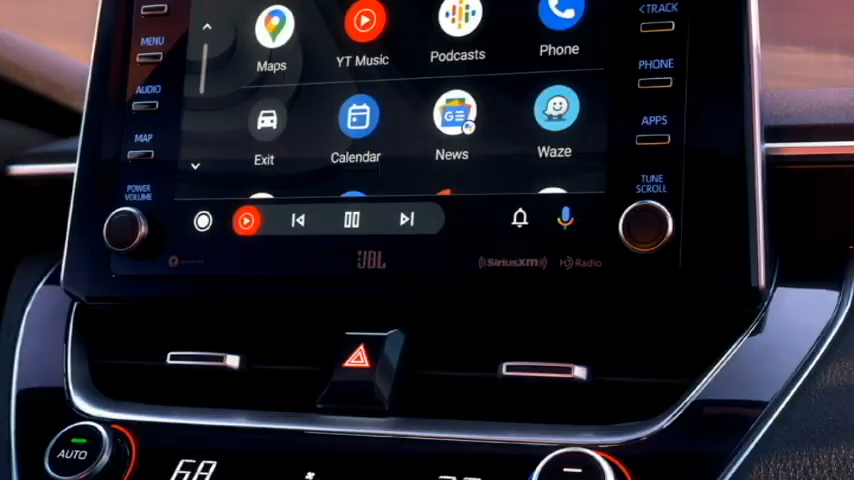 <TRACK
MENU
Maps
YT Music
Podcasts
Phone
PHONE
AUDIO
APPS
MAP
GE
Exit
Calendar
News
Waze
POWER
VOLUME
TUNE
SCROLL
JBL
((SiriusXM))
HD Radio
AUTO
68